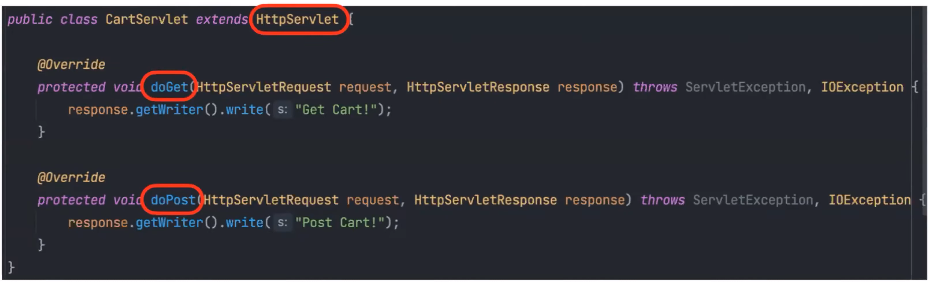 public class CartServlet extends HttpServlet {
@Override
protected void doGet(HttpServletRequest request, HttpServletResponse response) throws ServletException, IOException {
response.getWriter().write( s: "Get Cart!");
}
@Override
protected void doPost(HttpServletRequest request, HttpServletResponse response) throws ServletException, IOException {
response.getWriter().write( s: "Post Cart!");
}
}